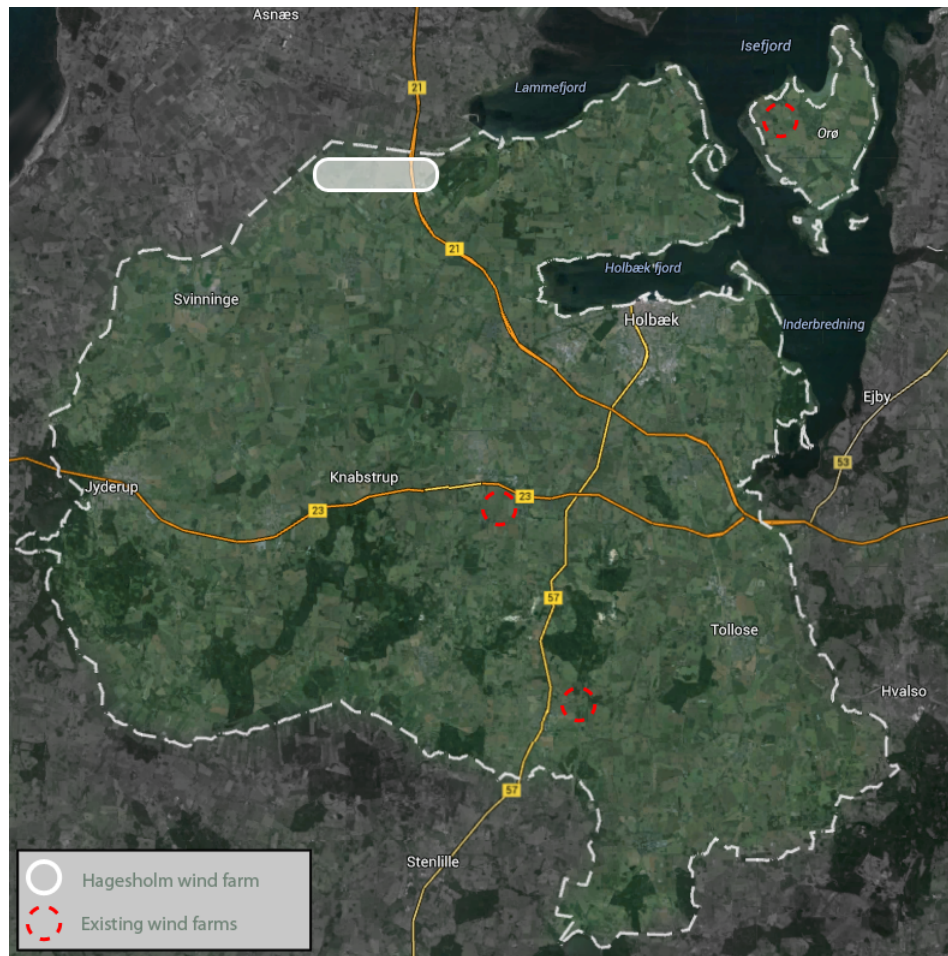 Asnæs
Isefjord
21
Lammefjord
Orø
21
Holbæk fjord
Svinninge
Holbæk
Inderbredning
Ejby
53
Knabstrup
Jyderup
23
23
57
Tollose
Hvalso
57
Stenlille
Hagesholm wind farm
Existing wind farms